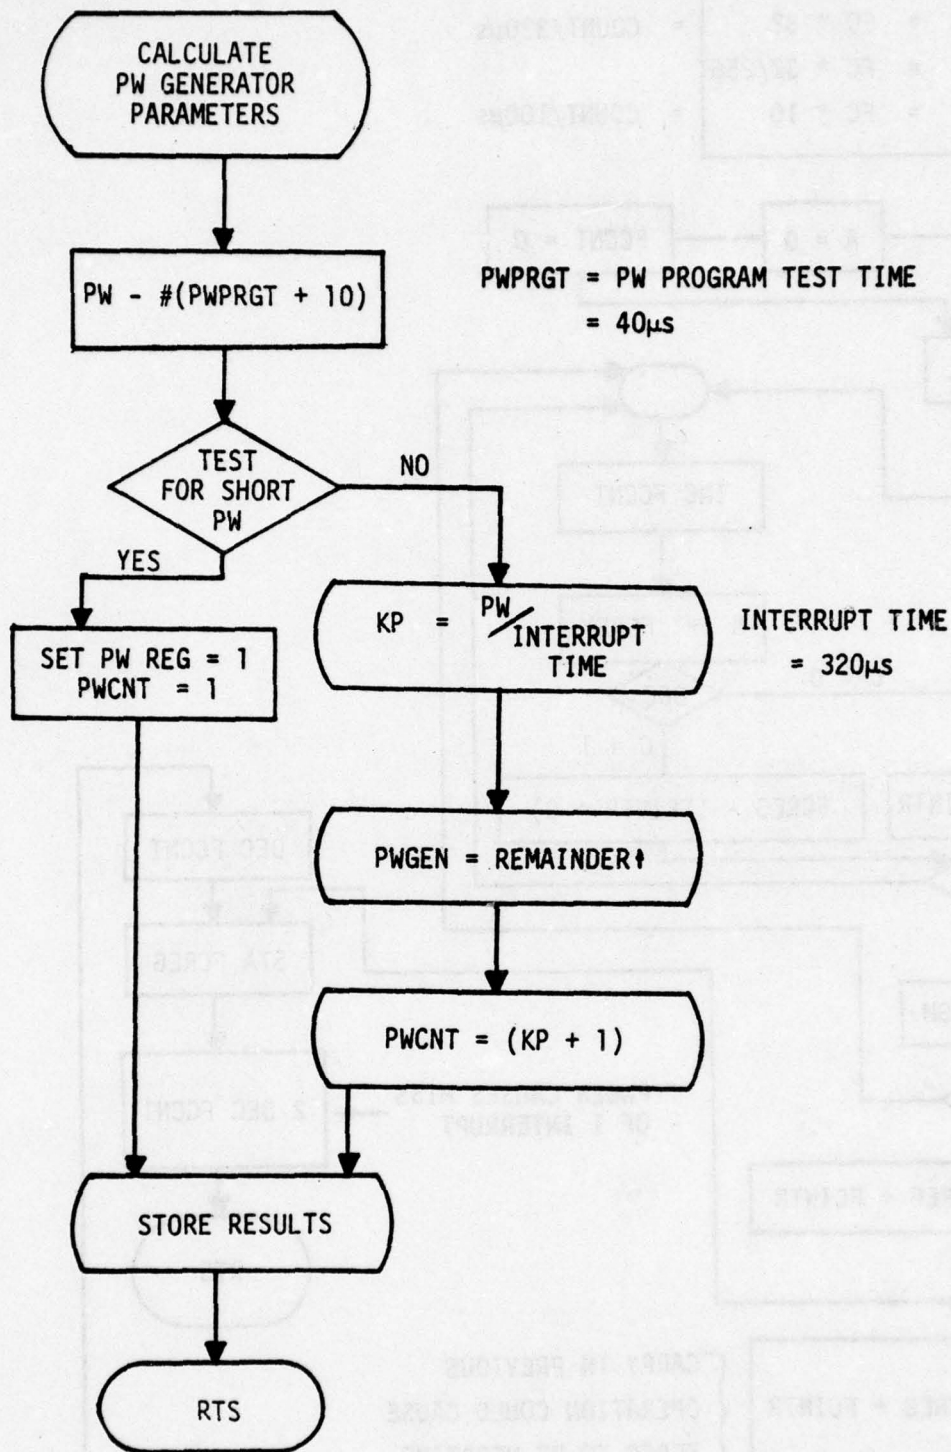 CALCULATE
PW GENERATOR
PARAMETERS
PW - #(PWPRGT + 10)
PWPRGT = PW PROGRAM TEST TIME
= 40μs
TEST
FOR SHORT
PW
NO
YES
SET PW REG = 1
PWCNT = 1
KP = PW/
INTERRUPT
TIME
INTERRUPT TIME
= 320μs
PWGEN = REMAINDER↑
PWCNT = (KP + 1)
STORE RESULTS
RTS